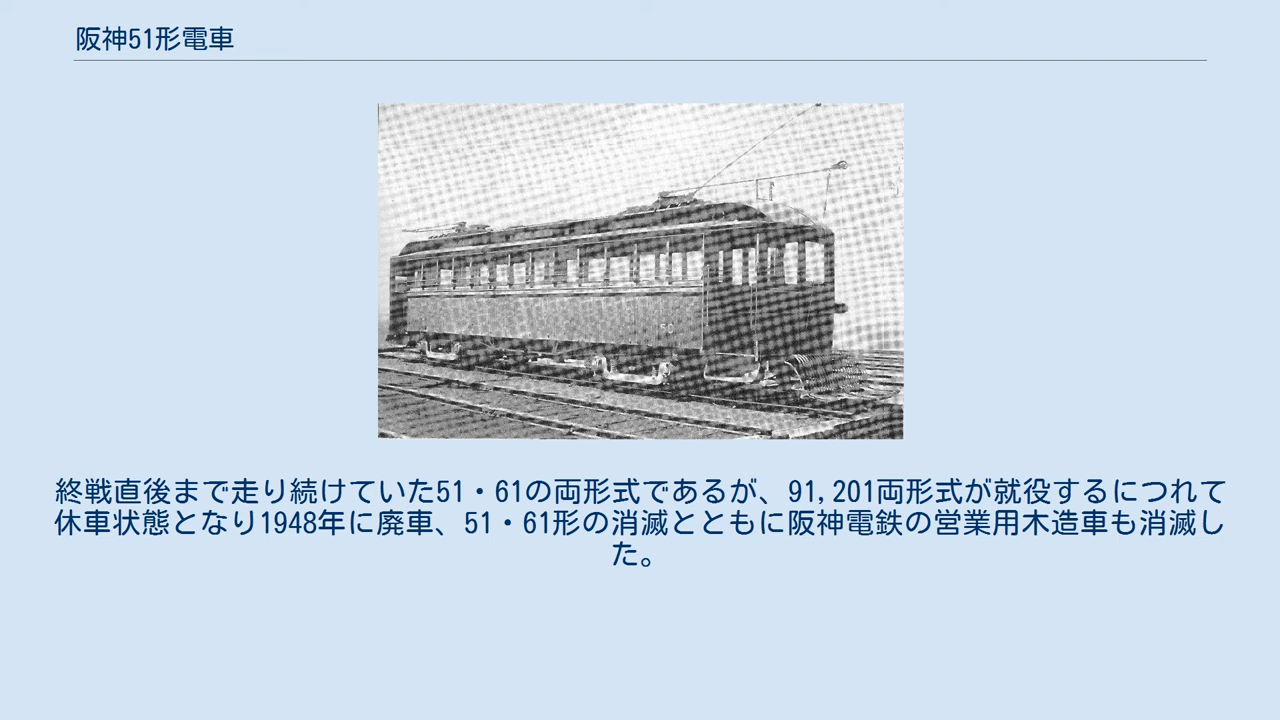 阪神51形電車
50
終戦直後まで走り続けていた51・61の両形式であるが、91,201両形式が就役するにつれて
休車状態となり1948年に廃車、51・61形の消滅とともに阪神電鉄の営業用木造車も消滅し
た。